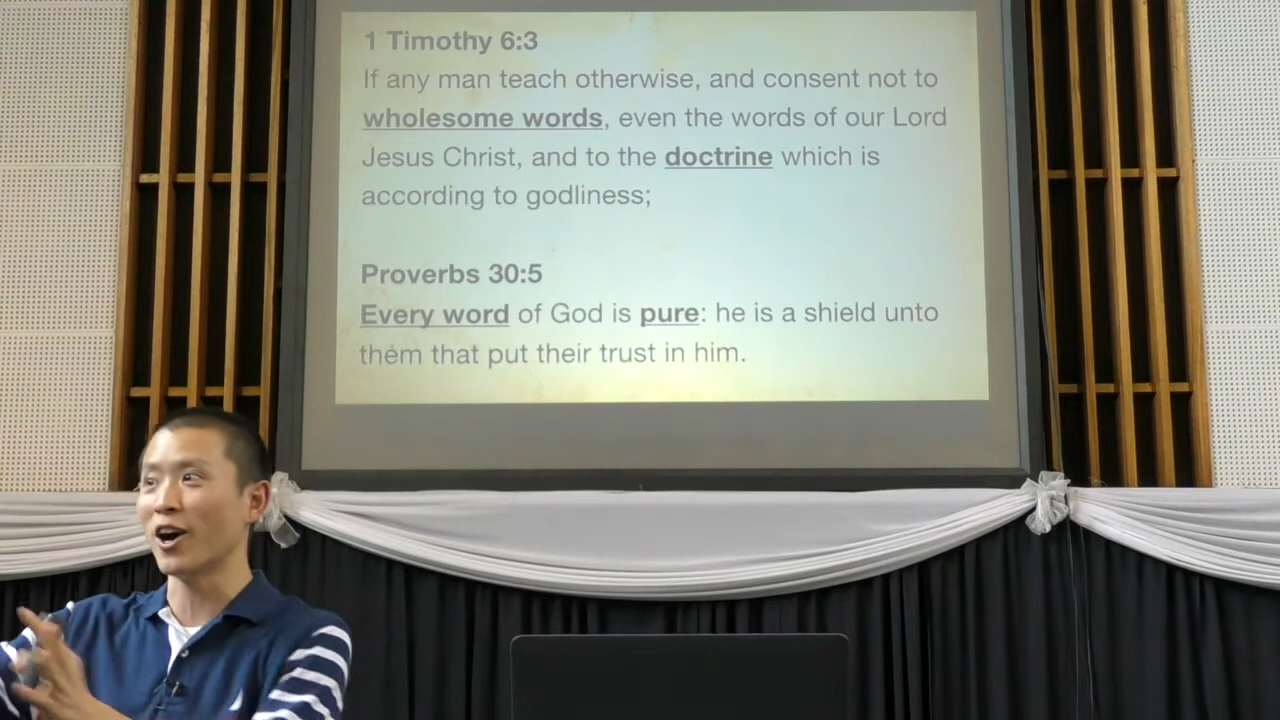 1 Timothy 6:3
If any man teach otherwise, and consent not to
wholesome words, even the words of our Lord
Jesus Christ, and to the doctrine which is
according to godliness;
Proverbs 30:5
Every word of God is pure: he is a shield unto
them that put their trust in him.